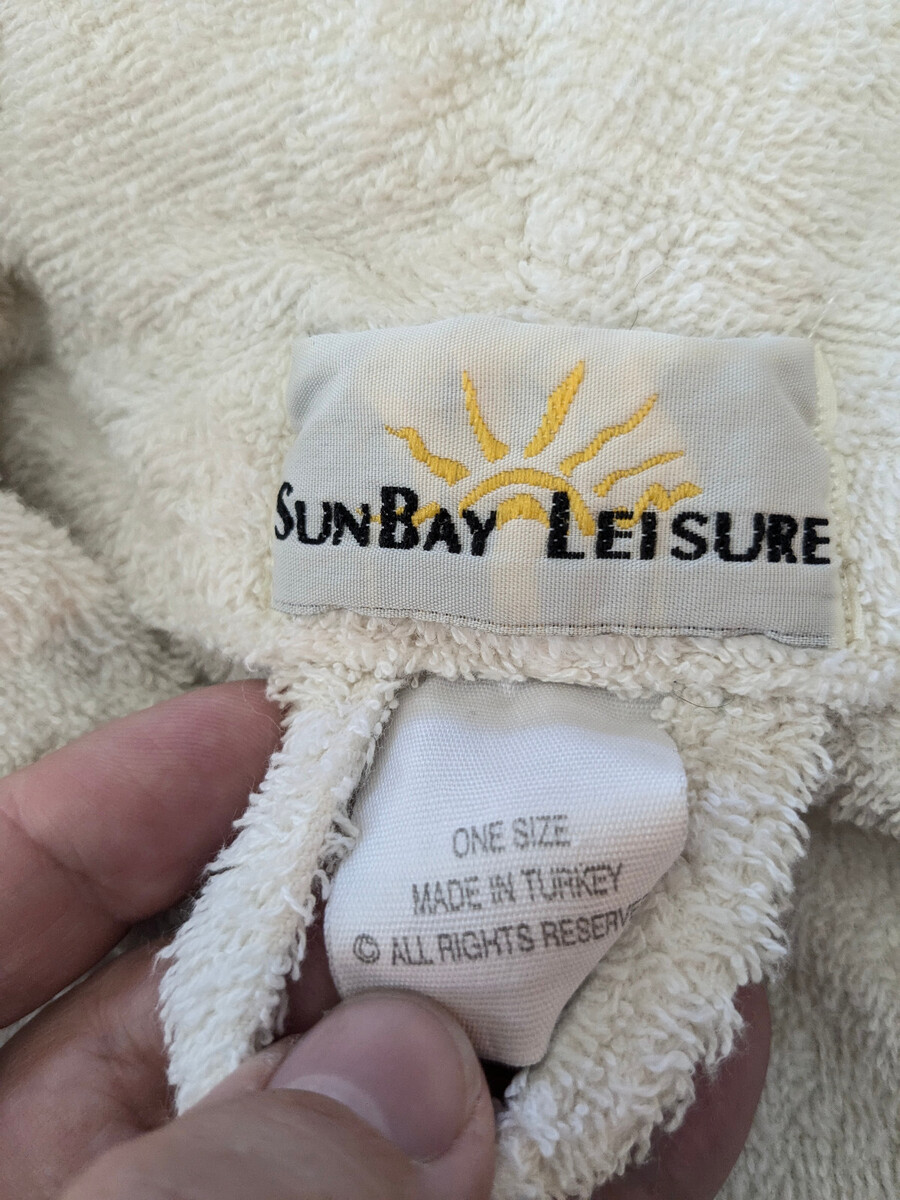 SUNBAY LEISURE
ONE SIZE
MADE IN TURKEY
© ALL RIGHTS RESERVE